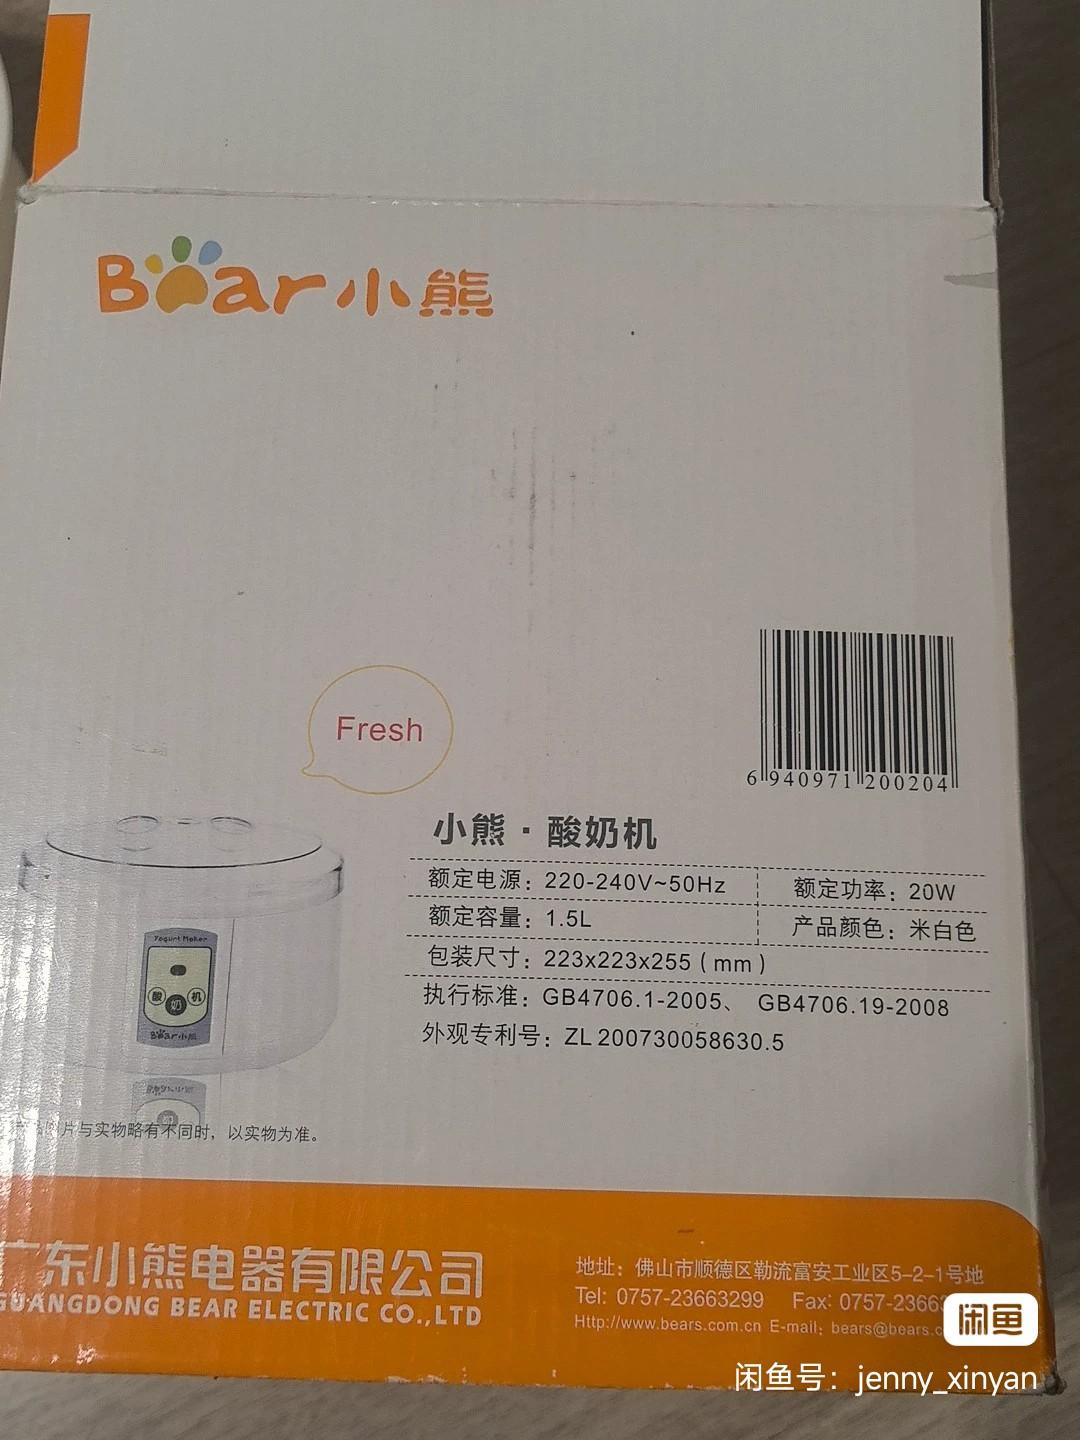 Bear小熊
Fresh
6 940971 200204
小熊·酸奶机
额定电源：220-240V~50Hz
额定功率：20W
额定容量：1.5L
产品颜色：米白色
包装尺寸：223x223x255（mm）
执行标准：GB4706.1-2005、 GB4706.19-2008
外观专利号：ZL 200730058630.5
Yogurt Maker
酸奶机
Bear小熊
片与实物略有不同时，以实物为准。
广东小熊电器有限公司
GUANGDONG BEAR ELECTRIC CO.,LTD
地址：佛山市顺德区勒流富安工业区5-2-1号地
Tel: 0757-23663299 Fax: 0757-2366
Http://www.bears.com.cn E-mail: bears@bears.c
闲鱼
闲鱼号：jenny_xinyan